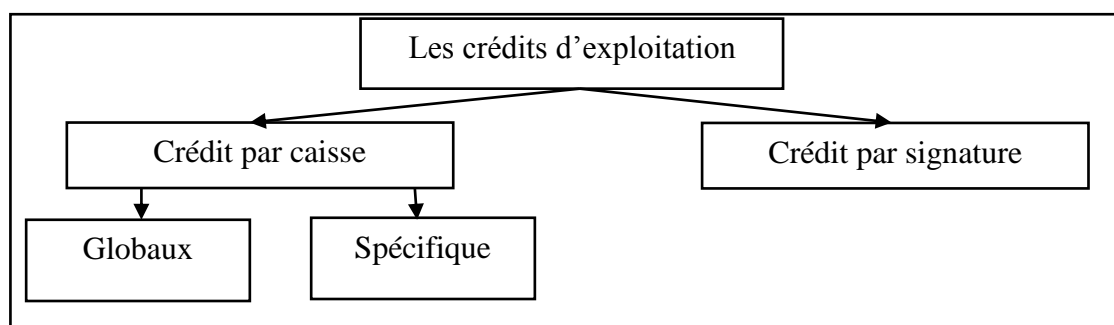 Les crédits d’exploitation
Crédit par caisse
Crédit par signature
Globaux
Spécifique